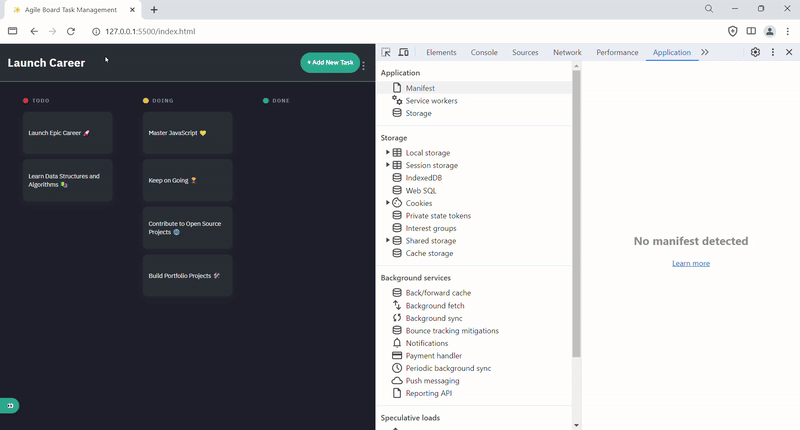 Agile Board Task Management
127.0.0.1:5500/index.html
Launch Career
+ Add New Task
TODO
Launch Epic Career 🚀
Learn Data Structures and
Algorithms 📚
DOING
Master JavaScript 💛
Keep on Going 🏆
Contribute to Open Source
Projects 🌐
Build Portfolio Projects 🛠️
DONE
Elements
Console
Sources
Network
Performance
Application
Application
Manifest
Service workers
Storage
Storage
Local storage
Session storage
IndexedDB
Web SQL
Cookies
Private state tokens
Interest groups
Shared storage
Cache storage
Background services
Back/forward cache
Background fetch
Background sync
Bounce tracking mitigations
Notifications
Payment handler
Periodic background sync
Push messaging
Reporting API
Speculative loads
No manifest detected
Learn more